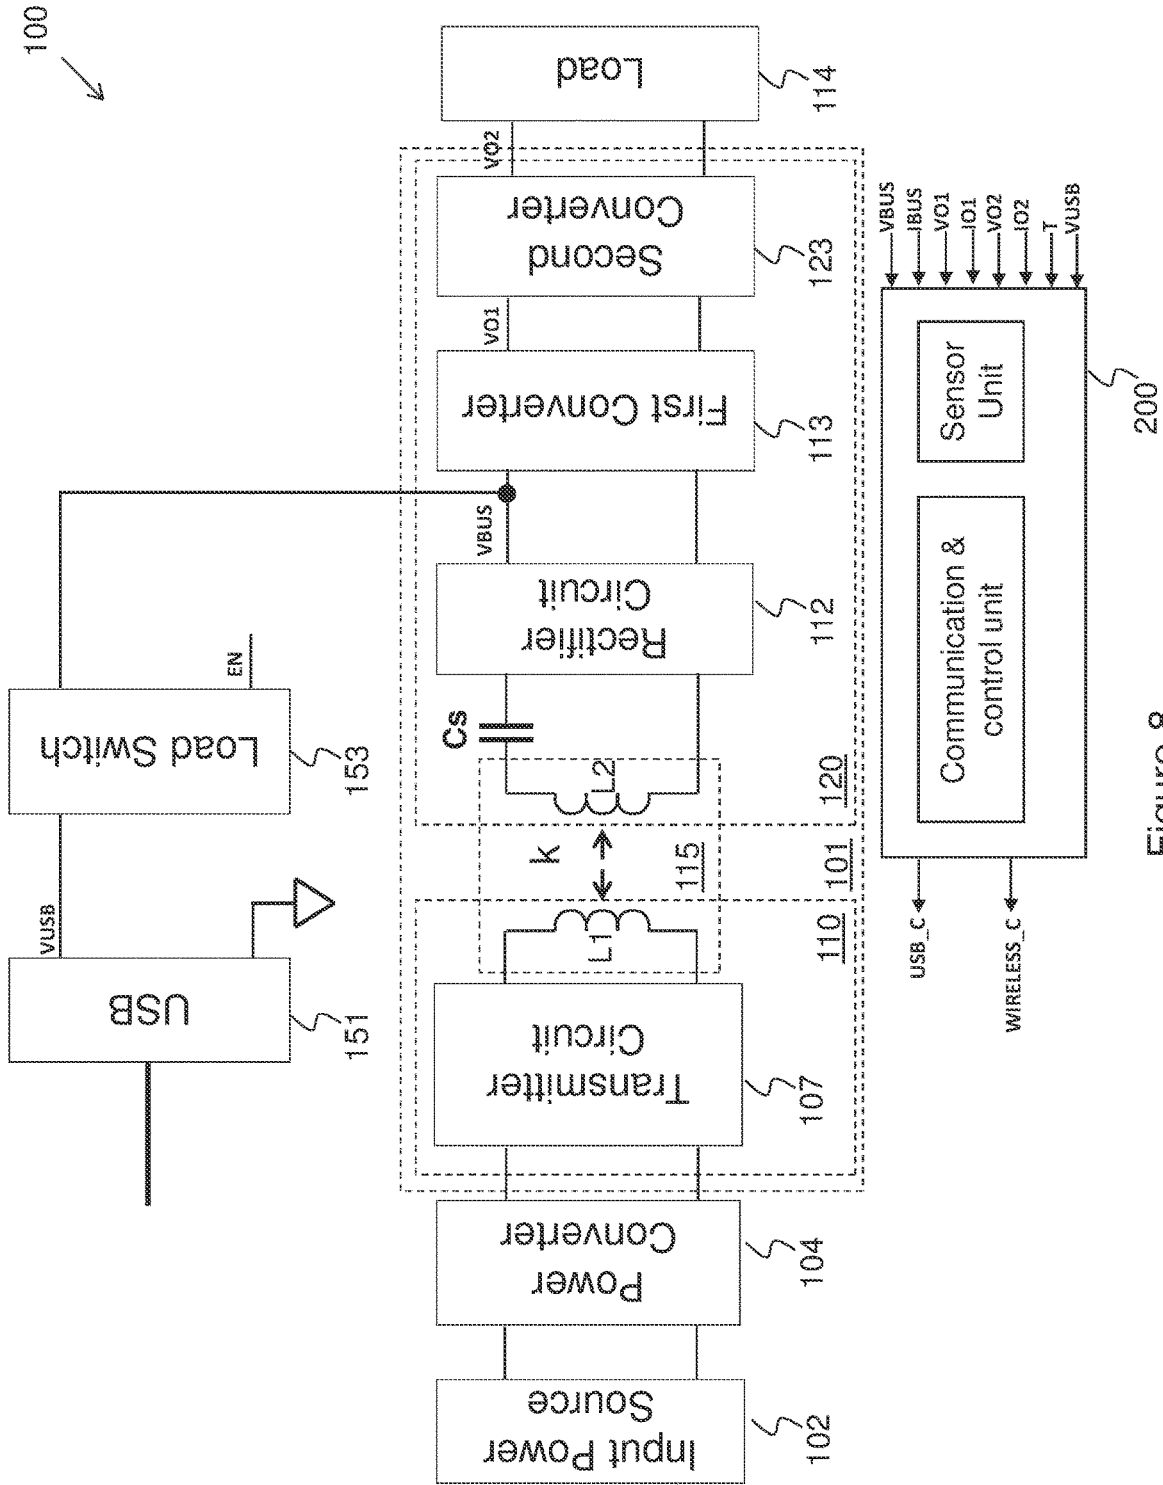 100
USB
151
VUSB
Load Switch
153
EN
Input Power
Source
102
Power
Converter
104
Transmitter
Circuit
107
110
L1
k
115
L2
101
120
Cs
Rectifier
Circuit
112
VBUS
First Converter
113
VO1
Second
Converter
123
VO2
Load
114
USB_C
WIRELESS_C
Communication &
control unit
Sensor
Unit
200
VBUS
IBUS
VO1
IO1
VO2
IO2
T
VUSB
Figure 8